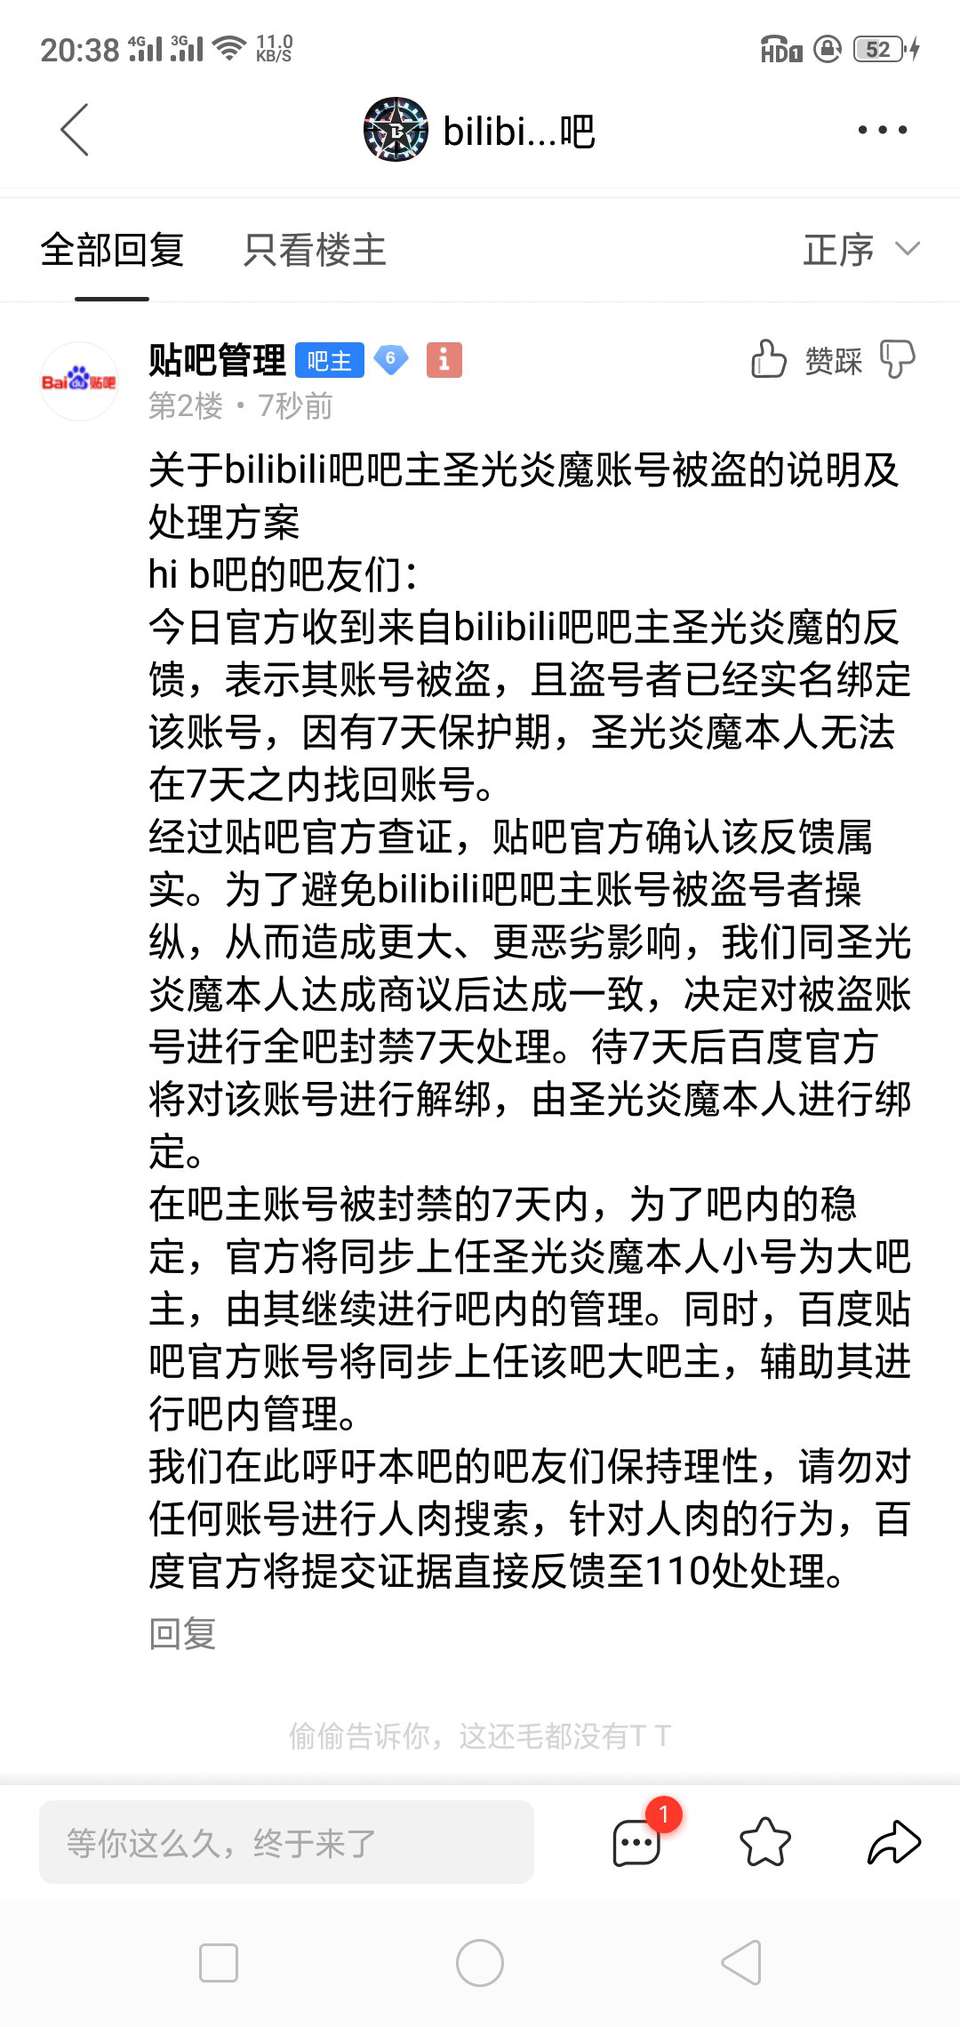 20:38 4G 3G 11.0 KB/S HD1 52
bilibi...吧
全部回复 只看楼主 正序
Bai du 贴吧
贴吧管理 吧主 6
赞踩
第2楼 · 7秒前
关于bilibili吧吧主圣光炎魔账号被盗的说明及
处理方案
hi b吧的吧友们：
今日官方收到来自bilibili吧吧主圣光炎魔的反
馈，表示其账号被盗，且盗号者已经实名绑定
该账号，因有7天保护期，圣光炎魔本人无法
在7天之内找回账号。
经过贴吧官方查证，贴吧官方确认该反馈属
实。为了避免bilibili吧吧主账号被盗号者操
纵，从而造成更大、更恶劣影响，我们同圣光
炎魔本人达成商议后达成一致，决定对被盗账
号进行全吧封禁7天处理。待7天后百度官方
将对该账号进行解绑，由圣光炎魔本人进行绑
定。
在吧主账号被封禁的7天内，为了吧内的稳
定，官方将同步上任圣光炎魔本人小号为大吧
主，由其继续进行吧内的管理。同时，百度贴
吧官方账号将同步上任该吧大吧主，辅助其进
行吧内管理。
我们在此呼吁本吧的吧友们保持理性，请勿对
任何账号进行人肉搜索，针对人肉的行为，百
度官方将提交证据直接反馈至110处处理。
回复
偷偷告诉你，这还毛都没有T T
等你这么久，终于来了
1